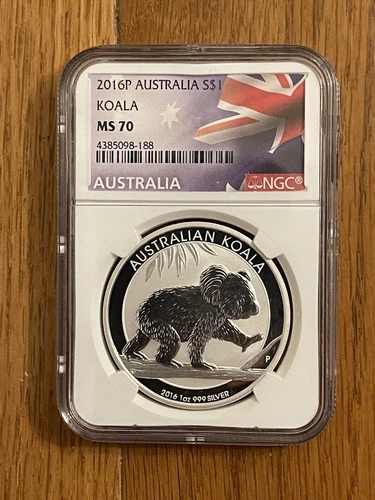 2016P AUSTRALIA S$1
KOALA
MS 70
4385098-188
AUSTRALIA
NGC®
AUSTRALIAN KOALA
P
2016 1oz 999 SILVER